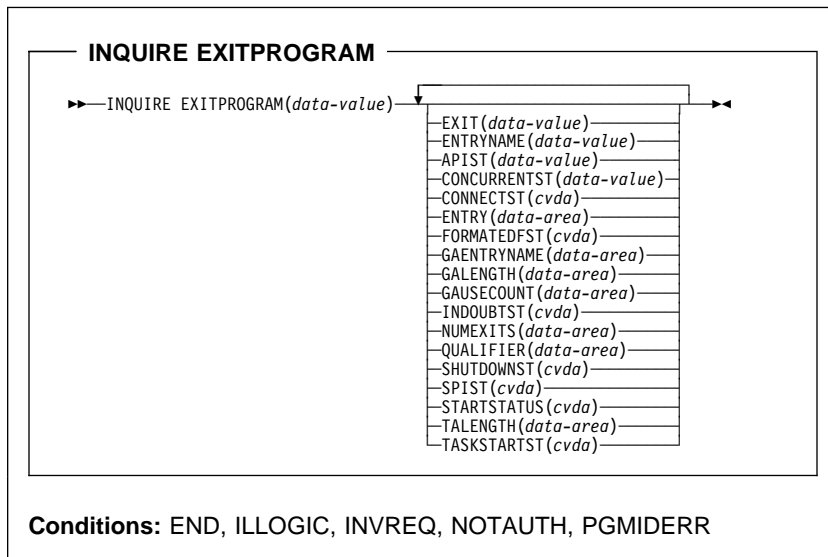 INQUIRE EXITPROGRAM
INQUIRE EXITPROGRAM(data-value)
EXIT(data-value)
ENTRYNAME(data-value)
APIST(data-value)
CONCURRENTST(data-value)
CONNECTST(cvda)
ENTRY(data-area)
FORMATEDFST(cvda)
GAENTRYNAME(data-area)
GALENGTH(data-area)
GAUSECOUNT(data-area)
INDOUBTST(cvda)
NUMEXITS(data-area)
QUALIFIER(data-area)
SHUTDOWNST(cvda)
SPIST(cvda)
STARTSTATUS(cvda)
TALENGTH(data-area)
TASKSTARTST(cvda)
Conditions: END, ILLOGIC, INVREQ, NOTAUTH, PGMIDERR